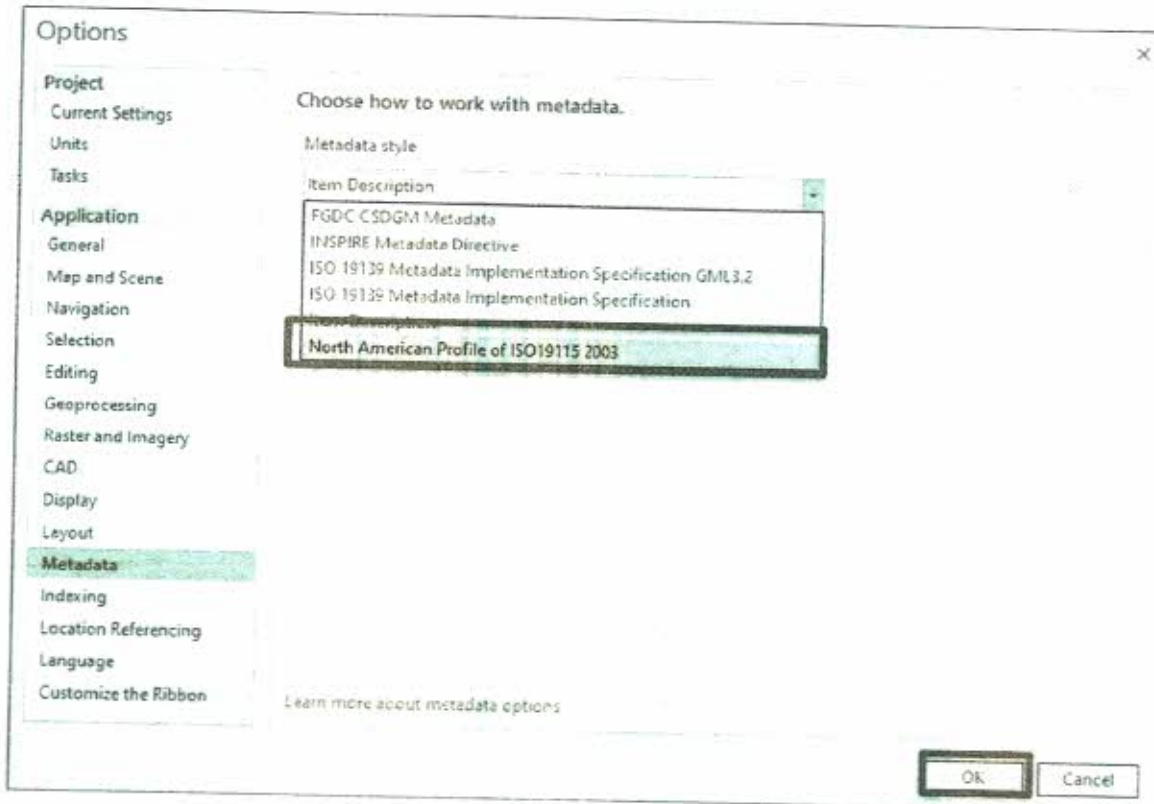 Options
Project
Current Settings
Units
Tasks
Application
General
Map and Scene
Navigation
Selection
Editing
Geoprocessing
Raster and Imagery
CAD
Display
Layout
Metadata
Indexing
Location Referencing
Language
Customize the Ribbon
Choose how to work with metadata.
Metadata style
Item Description
FGDC CSDGM Metadata
INSPIRE Metadata Directive
ISO 19139 Metadata Implementation Specification GML3.2
ISO 19139 Metadata Implementation Specification
Item Description
North American Profile of ISO19115 2003
Learn more about metadata options
OK
Cancel